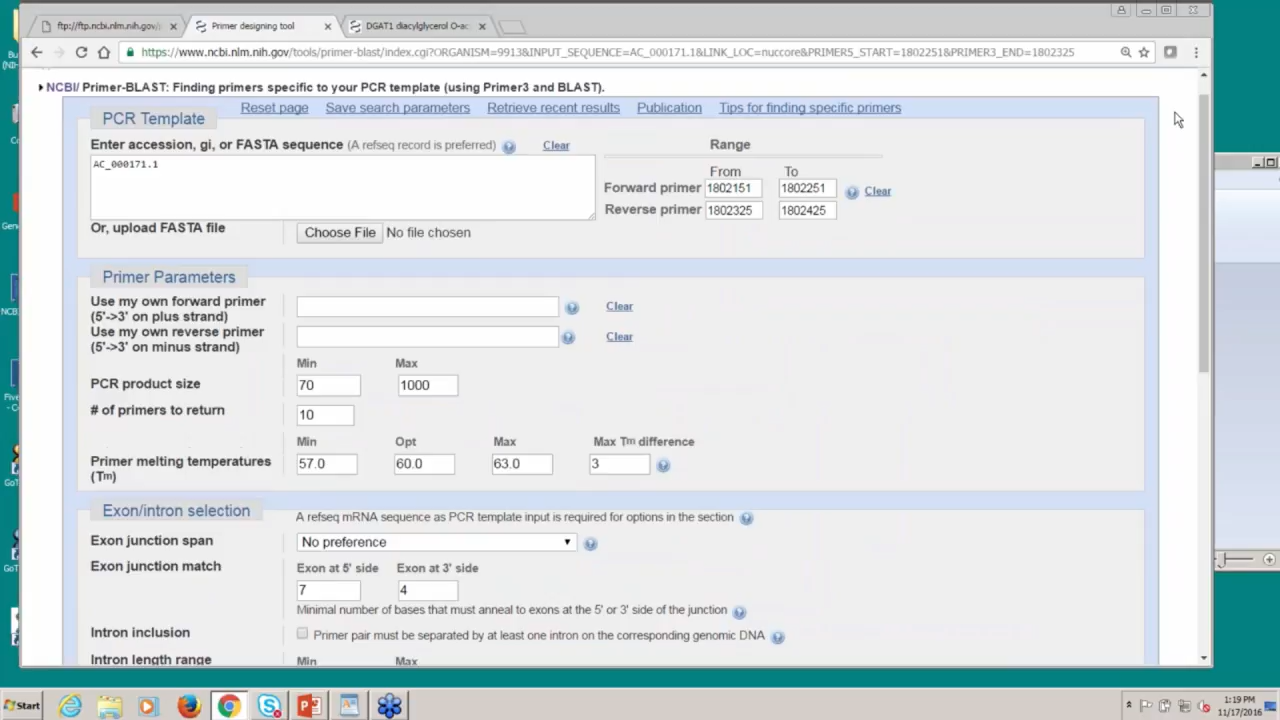 ftp://ftp.ncbi.nlm.nih.gov/
Primer designing tool
DGAT1 diacylglycerol O-ac
https://www.ncbi.nlm.nih.gov/tools/primer-blast/index.cgi?ORGANISM=9913&INPUT_SEQUENCE=AC_000171.1&LINK_LOC=nuccore&PRIMER5_START=1802251&PRIMER3_END=1802325
NCBI/ Primer-BLAST: Finding primers specific to your PCR template (using Primer3 and BLAST).
Reset page Save search parameters Retrieve recent results Publication Tips for finding specific primers
PCR Template
Enter accession, gi, or FASTA sequence (A refseq record is preferred) Clear
Range
AC_000171.1
From To
Forward primer 1802151 1802251 Clear
Reverse primer 1802325 1802425
Or, upload FASTA file Choose File No file chosen
Primer Parameters
Use my own forward primer
(5'->3' on plus strand)
Clear
Use my own reverse primer
(5'->3' on minus strand)
Clear
Min Max
PCR product size 70 1000
# of primers to return 10
Min Opt Max Max Tm difference
Primer melting temperatures
(Tm)
57.0 60.0 63.0 3
Exon/intron selection
A refseq mRNA sequence as PCR template input is required for options in the section
Exon junction span No preference
Exon junction match Exon at 5' side Exon at 3' side
7 4
Minimal number of bases that must anneal to exons at the 5' or 3' side of the junction
Intron inclusion Primer pair must be separated by at least one intron on the corresponding genomic DNA
Intron length range Min Max
Start
1:19 PM
11/17/2016